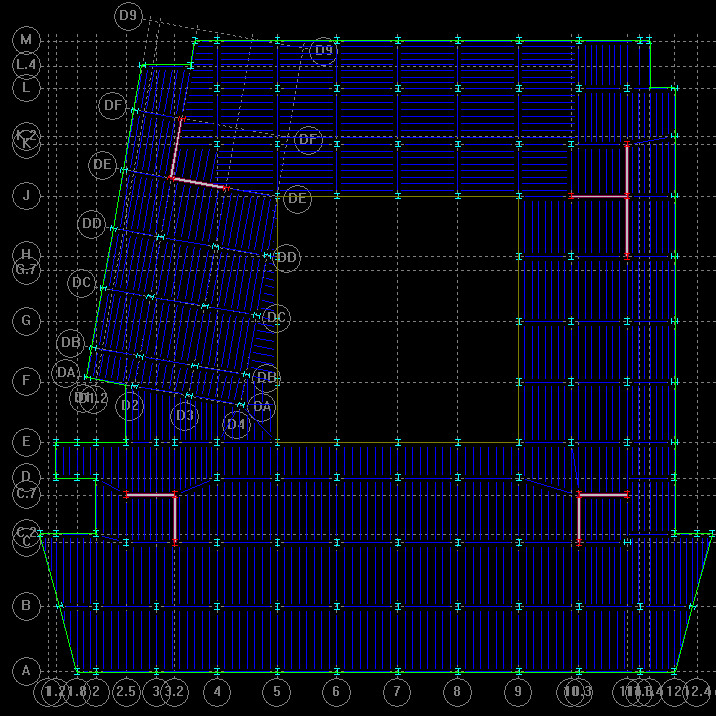 D9
D9
M
L.4
L
DF
K.2
K
DF
DE
J
DE
DD
H
DD
G.7
DC
G
DC
DB
DA
F
DB
D2
DA
D3
D4
E
D
C.7
C.2
C
B
A
1.2
1.8
2
2.5
3
3.2
4
5
6
7
8
9
10.3
12
12.4